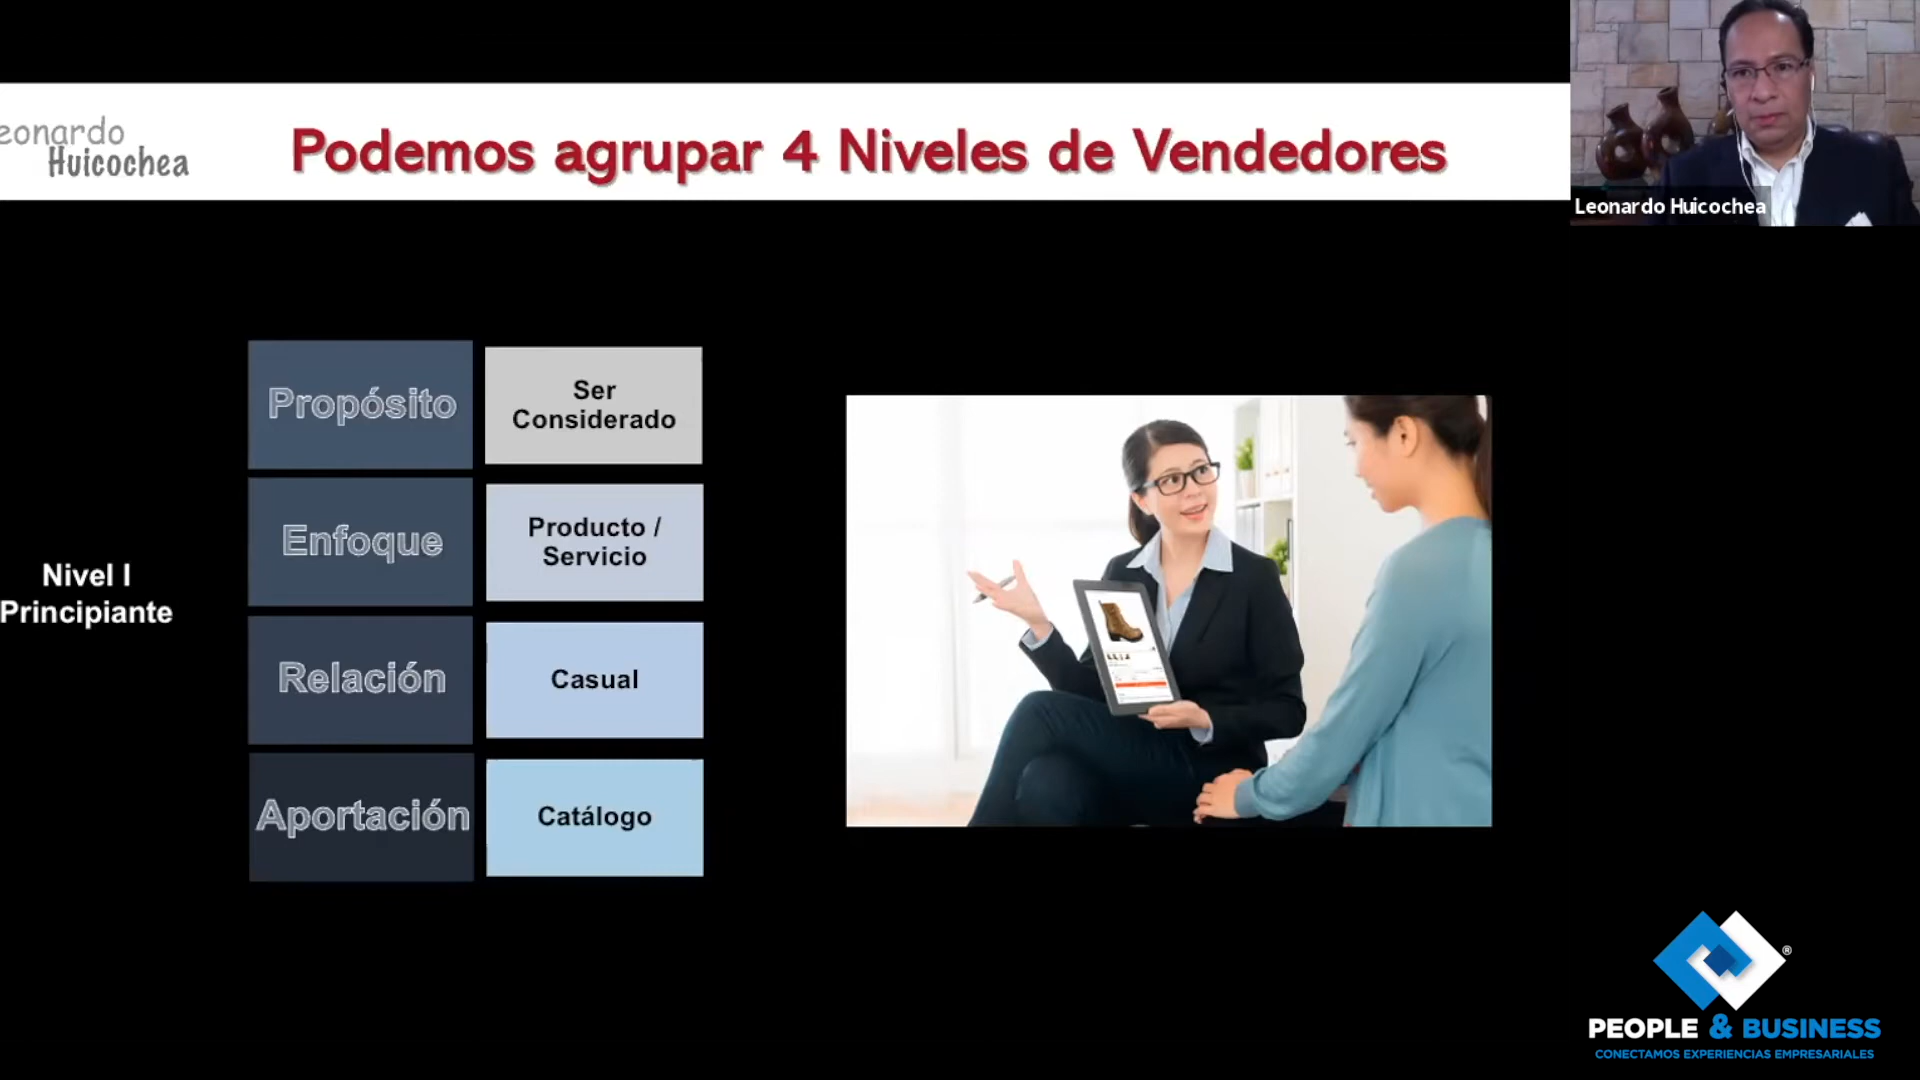 eonardo
Huicochea
Podemos agrupar 4 Niveles de Vendedores
Leonardo Huicochea
Nivel I
Principiante
Propósito
Ser
Considerado
Enfoque
Producto /
Servicio
Relación
Casual
Aportación
Catálogo
®
PEOPLE & BUSINESS
CONECTAMOS EXPERIENCIAS EMPRESARIALES